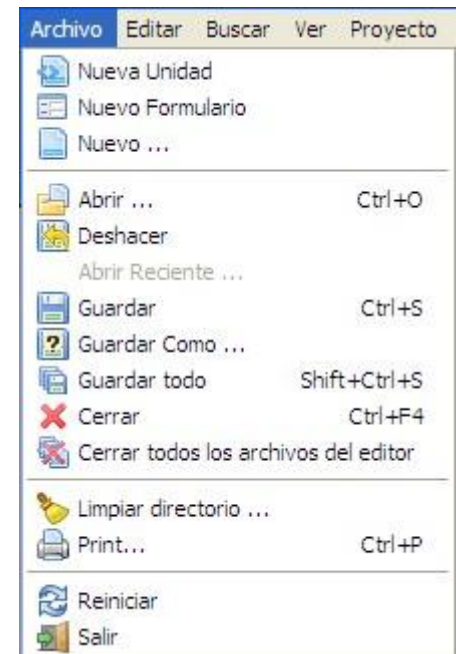 Archivo Editar Buscar Ver Proyecto
Nueva Unidad
Nuevo Formulario
Nuevo ...
Abrir ... Ctrl+O
Deshacer
Abrir Reciente ...
Guardar Ctrl+S
Guardar Como ...
Guardar todo Shift+Ctrl+S
Cerrar Ctrl+F4
Cerrar todos los archivos del editor
Limpiar directorio ...
Print... Ctrl+P
Reiniciar
Salir